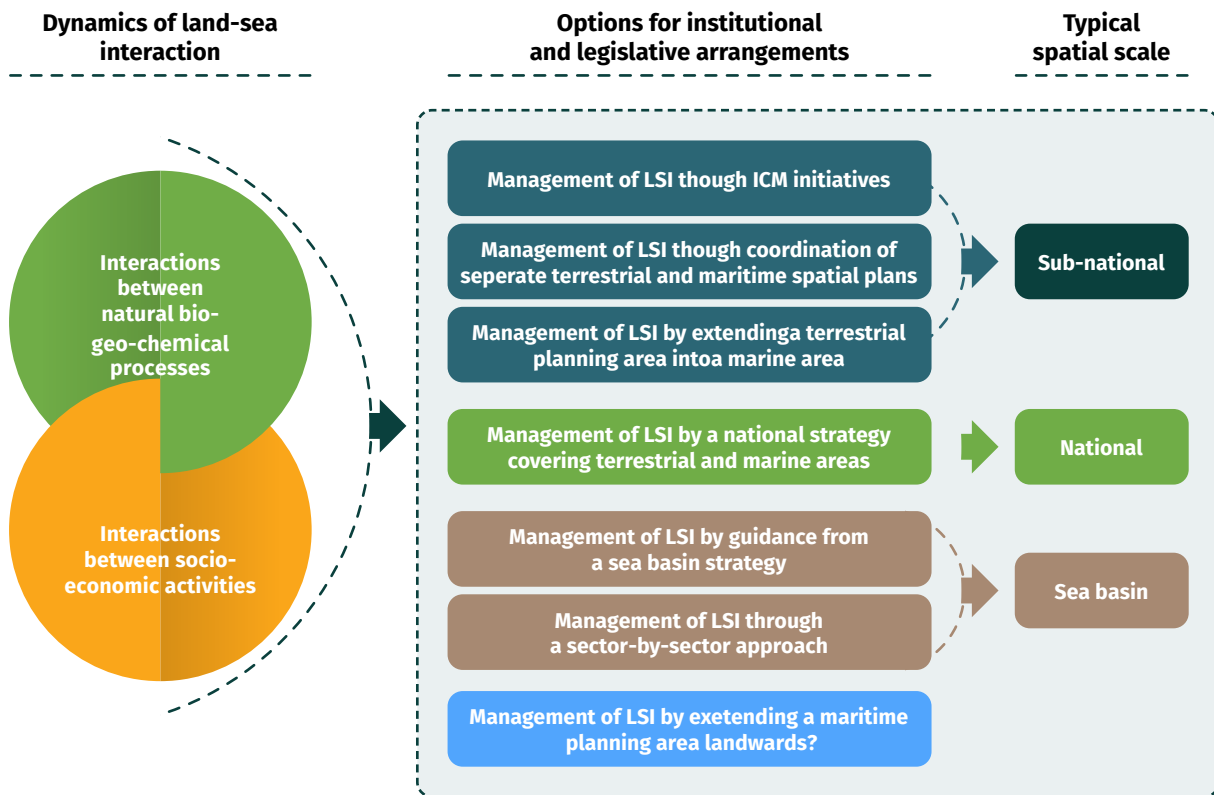 Dynamics of land-sea
interaction
Options for institutional
and legislative arrangements
Typical
spatial scale
Interactions
between
natural bio-
geo-chemical
processes
Interactions
between socio-
economic activities
Management of LSI though ICM initiatives
Management of LSI though coordination of
seperate terrestrial and maritime spatial plans
Management of LSI by extendinga terrestrial
planning area intoa marine area
Sub-national
Management of LSI by a national strategy
covering terrestrial and marine areas
National
Management of LSI by guidance from
a sea basin strategy
Management of LSI through
a sector-by-sector approach
Sea basin
Management of LSI by exetending a maritime
planning area landwards?